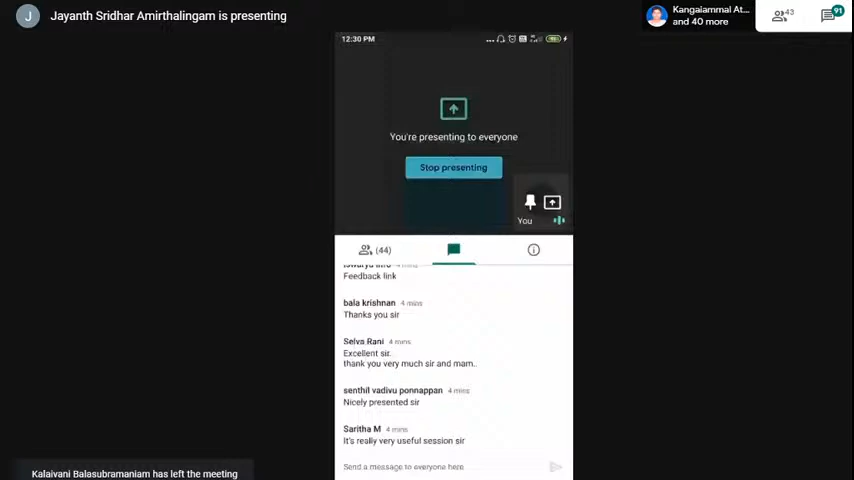 J Jayanth Sridhar Amirthalingam is presenting
Kangaiammal At...
and 40 more
43
91
12:30 PM
You're presenting to everyone
Stop presenting
You
(44)
4 mins
Feedback link
bala krishnan 4 mins
Thanks you sir
Selva Rani 4 mins
Excellent sir.
thank you very much sir and mam..
senthil vadivu ponnappan 4 mins
Nicely presented sir
Saritha M 4 mins
It's really very useful session sir
Send a message to everyone here
Kalaivani Balasubramaniam has left the meeting